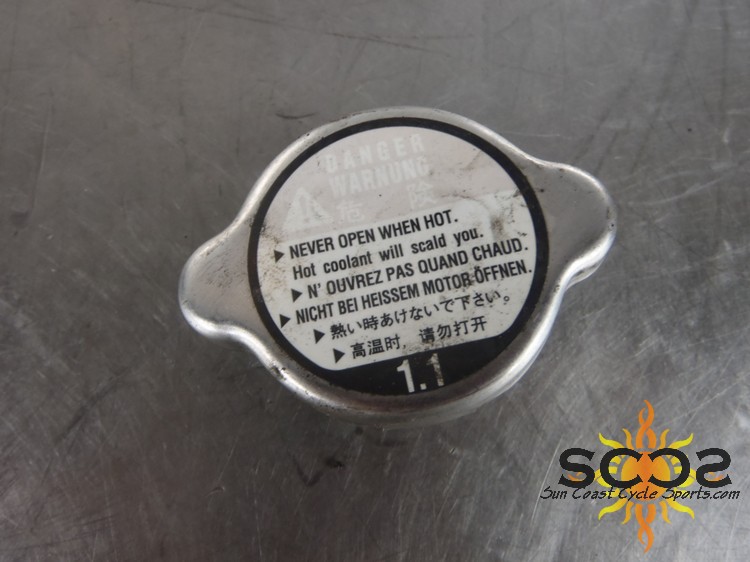 DANGER
WARNUNG
危 険
▶ NEVER OPEN WHEN HOT.
Hot coolant will scald you.
▶ N' OUVREZ PAS QUAND CHAUD.
▶ NICHT BEI HEISSEM MOTOR ÖFFNEN.
▶ 熱い時あけないで下さい。
▶ 高温时，请勿打开
1.1
SCCS
Sun Coast Cycle Sports.com